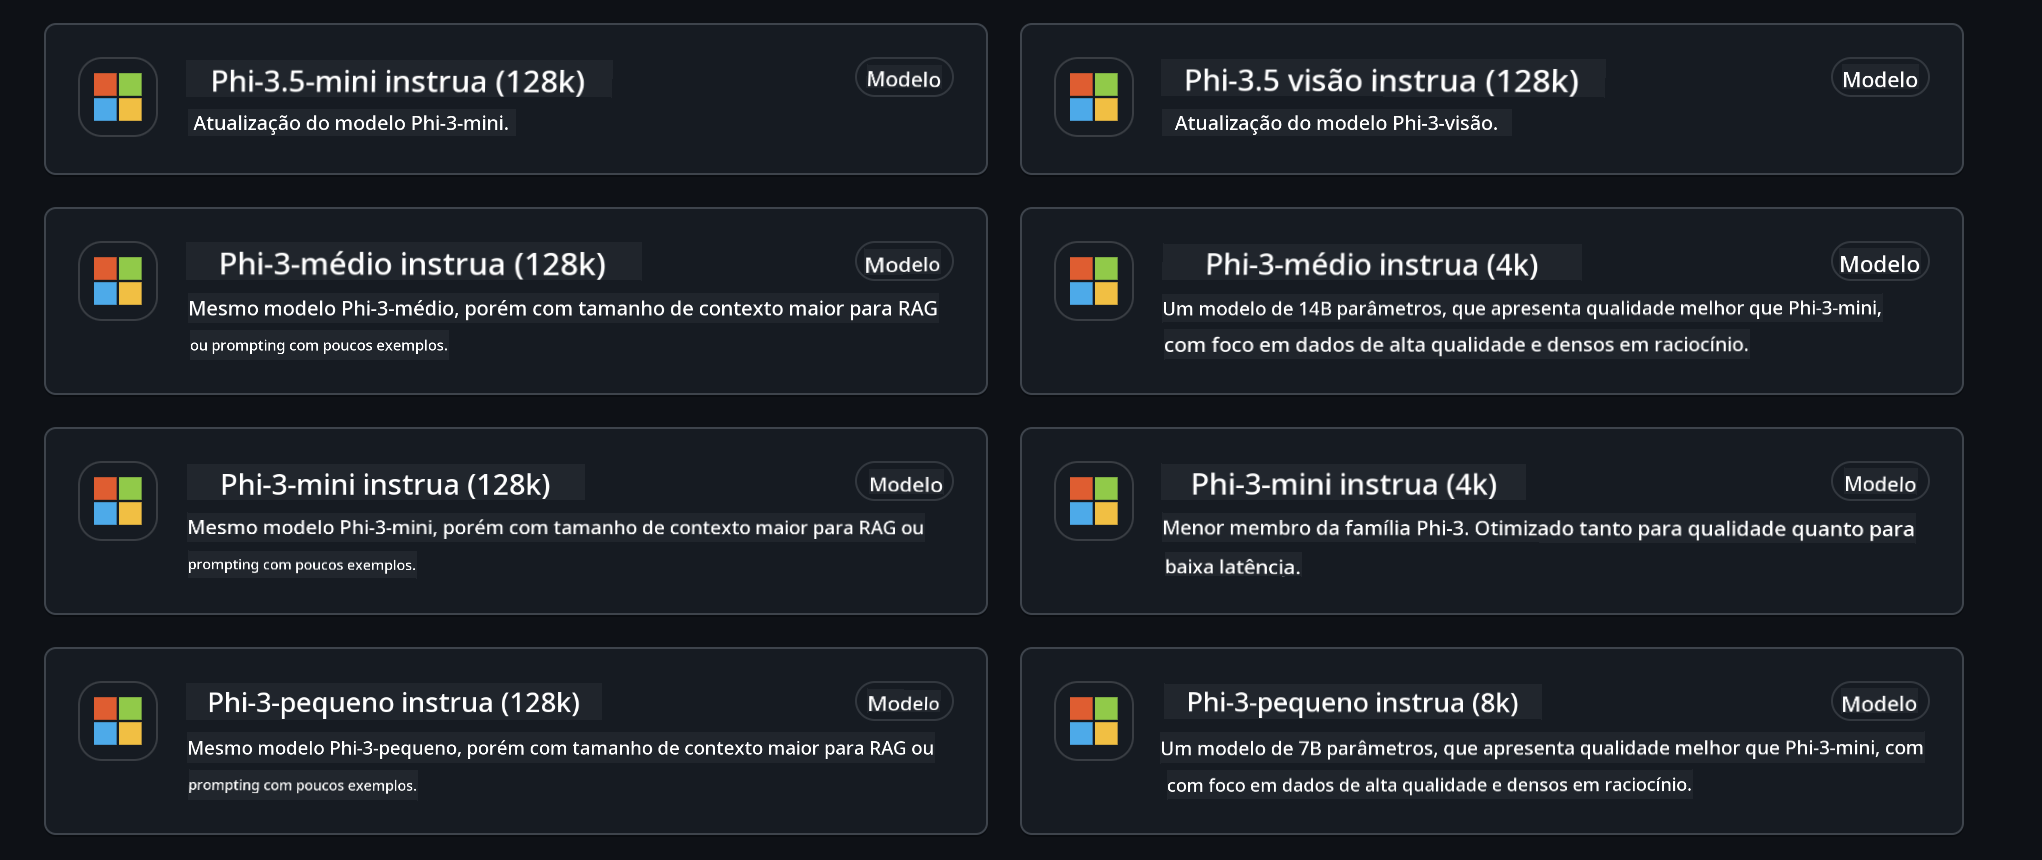 Phi-3.5-mini instrua (128k)
Modelo
Atualização do modelo Phi-3-mini.
Phi-3.5 visão instrua (128k)
Modelo
Atualização do modelo Phi-3-visão.
Phi-3-médio instrua (128k)
Modelo
Mesmo modelo Phi-3-médio, porém com tamanho de contexto maior para RAG
ou prompting com poucos exemplos.
Phi-3-médio instrua (4k)
Modelo
Um modelo de 14B parâmetros, que apresenta qualidade melhor que Phi-3-mini,
com foco em dados de alta qualidade e densos em raciocínio.
Phi-3-mini instrua (128k)
Modelo
Mesmo modelo Phi-3-mini, porém com tamanho de contexto maior para RAG ou
prompting com poucos exemplos.
Phi-3-mini instrua (4k)
Modelo
Menor membro da família Phi-3. Otimizado tanto para qualidade quanto para
baixa latência.
Phi-3-pequeno instrua (128k)
Modelo
Mesmo modelo Phi-3-pequeno, porém com tamanho de contexto maior para RAG ou
prompting com poucos exemplos.
Phi-3-pequeno instrua (8k)
Modelo
Um modelo de 7B parâmetros, que apresenta qualidade melhor que Phi-3-mini, com
com foco em dados de alta qualidade e densos em raciocínio.